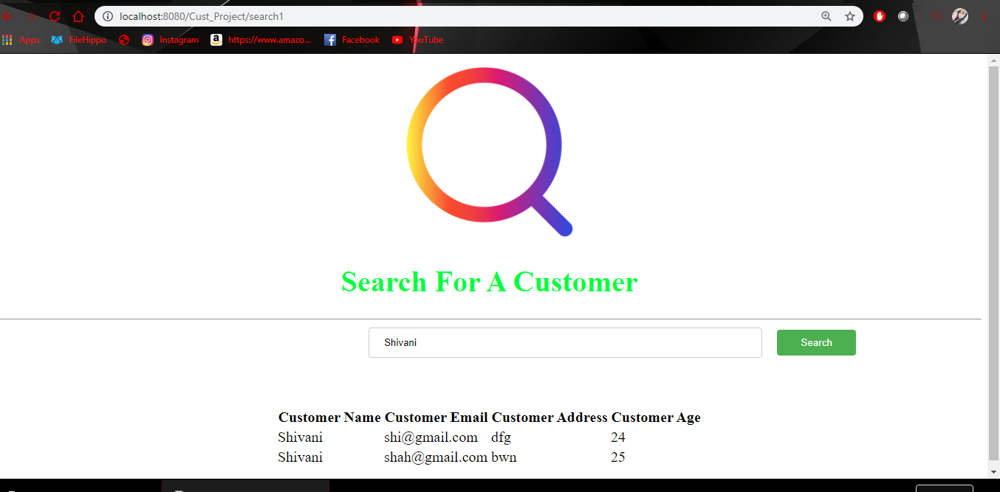 localhost:8080/Cust_Project/search1
Apps FileHippo Instagram https://www.amazo... Facebook YouTube
Search For A Customer
Shivani Search
Customer Name Customer Email Customer Address Customer Age
Shivani shi@gmail.com dfg 24
Shivani shah@gmail.com bwn 25